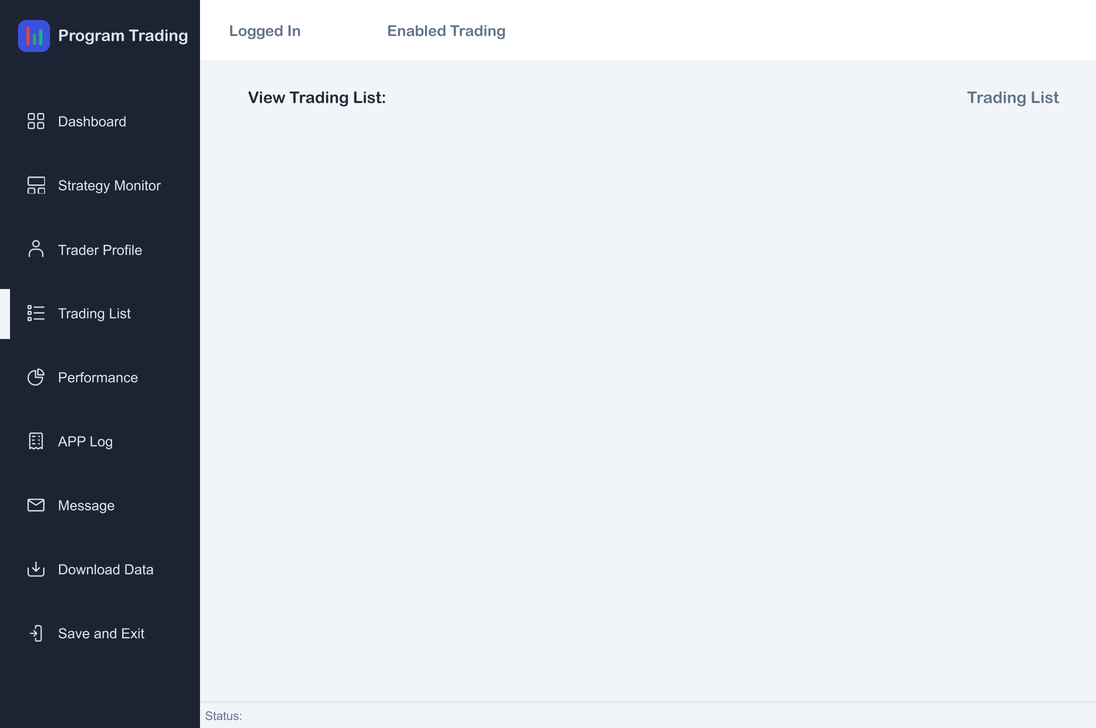 Program Trading
Logged In
Enabled Trading
View Trading List:
Trading List
Dashboard
Strategy Monitor
Trader Profile
Trading List
Performance
APP Log
Message
Download Data
Save and Exit
Status: